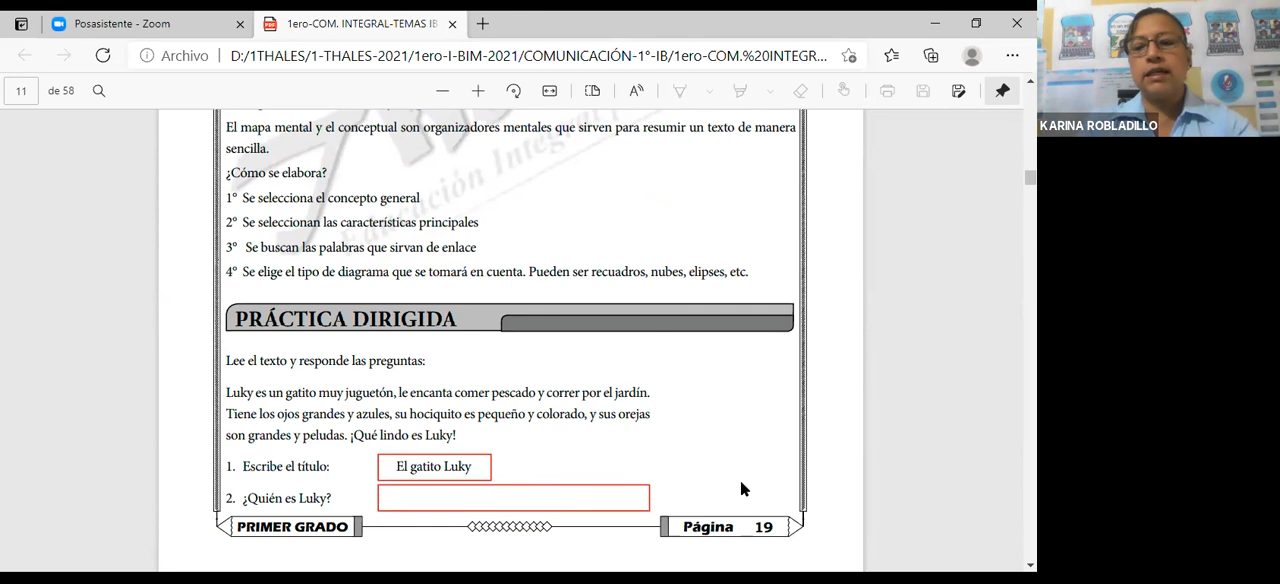 Posasistente - Zoom
1ero-COM. INTEGRAL-TEMAS IB
Archivo
D:/1THALES/1-THALES-2021/1ero-I-BIM-2021/COMUNICACIÓN-1°-IB/1ero-COM.%20INTEGR...
11 de 58
KARINA ROBLADILLO
El mapa mental y el conceptual son organizadores mentales que sirven para resumir un texto de manera
sencilla.
¿Cómo se elabora?
1° Se selecciona el concepto general
2° Se seleccionan las características principales
3° Se buscan las palabras que sirvan de enlace
4° Se elige el tipo de diagrama que se tomará en cuenta. Pueden ser recuadros, nubes, elipses, etc.
Educación Integral
PRÁCTICA DIRIGIDA
Lee el texto y responde las preguntas:
Luky es un gatito muy juguetón, le encanta comer pescado y correr por el jardín.
Tiene los ojos grandes y azules, su hociquito es pequeño y colorado, y sus orejas
son grandes y peludas. ¡Qué lindo es Luky!
1. Escribe el título: El gatito Luky
2. ¿Quién es Luky?
PRIMER GRADO
Página 19